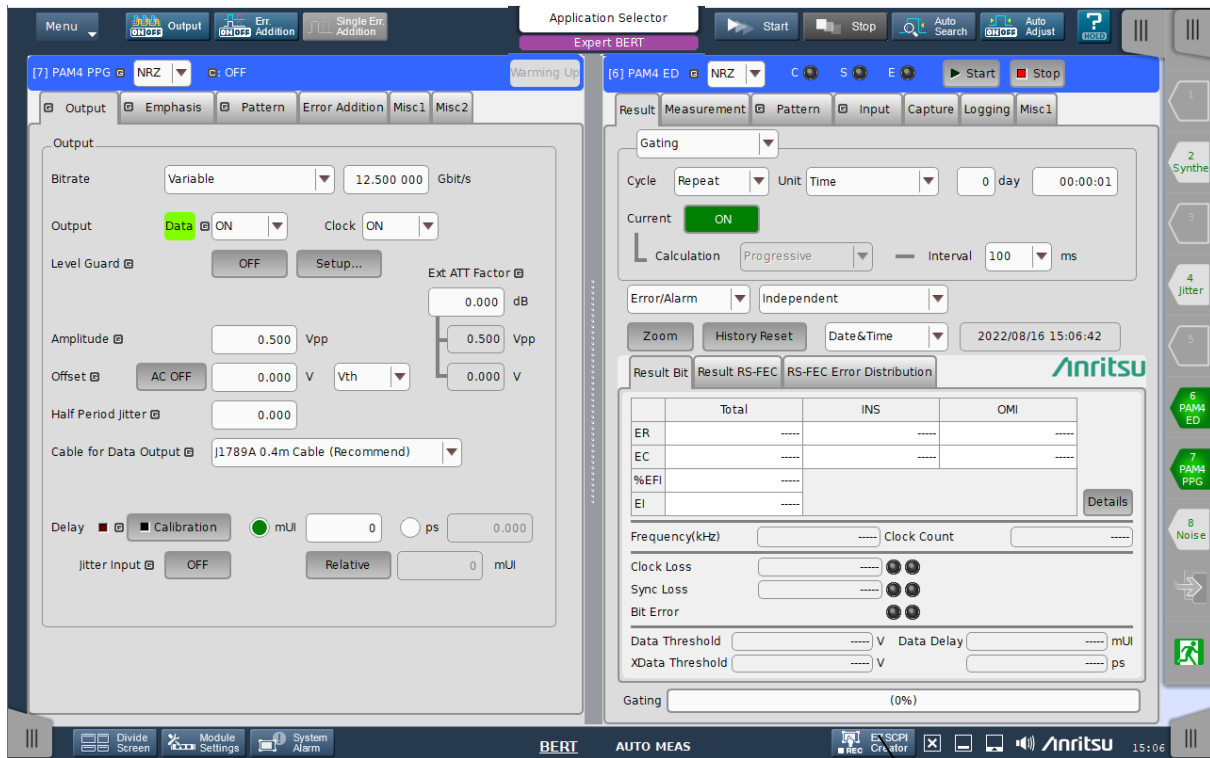 Menu
ON OFF Output
ON OFF Err. Addition
Single Err. Addition
Application Selector
Expert BERT
Start
Stop
Auto Search
ON OFF Auto Adjust
? HOLD
[7] PAM4 PPG G NRZ C: OFF Warming Up
G Output G Emphasis G Pattern Error Addition Misc1 Misc2
Output
Bitrate Variable 12.500 000 Gbit/s
Output Data G ON Clock ON
Level Guard G OFF Setup...
Ext ATT Factor G
0.000 dB
Amplitude G 0.500 Vpp 0.500 Vpp
Offset G AC OFF 0.000 V Vth 0.000 V
Half Period Jitter G 0.000
Cable for Data Output G J1789A 0.4m Cable (Recommend)
Delay G Calibration mUI 0 ps 0.000
Jitter Input G OFF Relative 0 mUI
[6] PAM4 ED G NRZ C S E Start Stop
Result Measurement G Pattern G Input Capture Logging Misc1
Gating
Cycle Repeat Unit Time 0 day 00:00:01
Current ON
Calculation Progressive Interval 100 ms
Error/Alarm Independent
Zoom History Reset Date&Time 2022/08/16 15:06:42
Result Bit Result RS-FEC RS-FEC Error Distribution Anritsu
Total INS OMI
ER ----- ----- -----
EC ----- ----- -----
%EFI -----
EI ----- Details
Frequency(kHz) ----- Clock Count -----
Clock Loss -----
Sync Loss -----
Bit Error
Data Threshold ----- V Data Delay ----- mUI
XData Threshold ----- V ----- ps
Gating (0%)
1
2 Synthe
3
4 Jitter
5
6 PAM4 ED
7 PAM4 PPG
8 Noise
Divide Screen
Module Settings
System Alarm
BERT
AUTO MEAS
REC
SCPI Creator
Anritsu 15:06